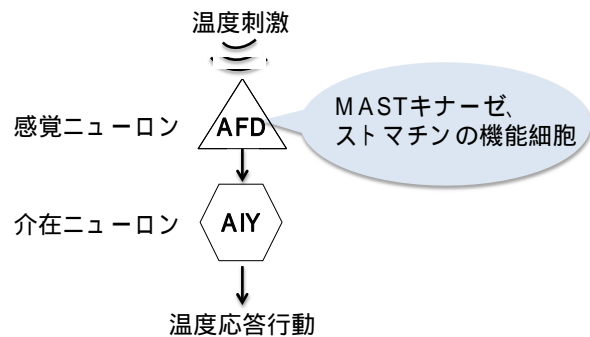 温度刺激
感覚ニューロン
AFD
MASTキナーゼ、
ストマチンの機能細胞
介在ニューロン
AIY
温度応答行動